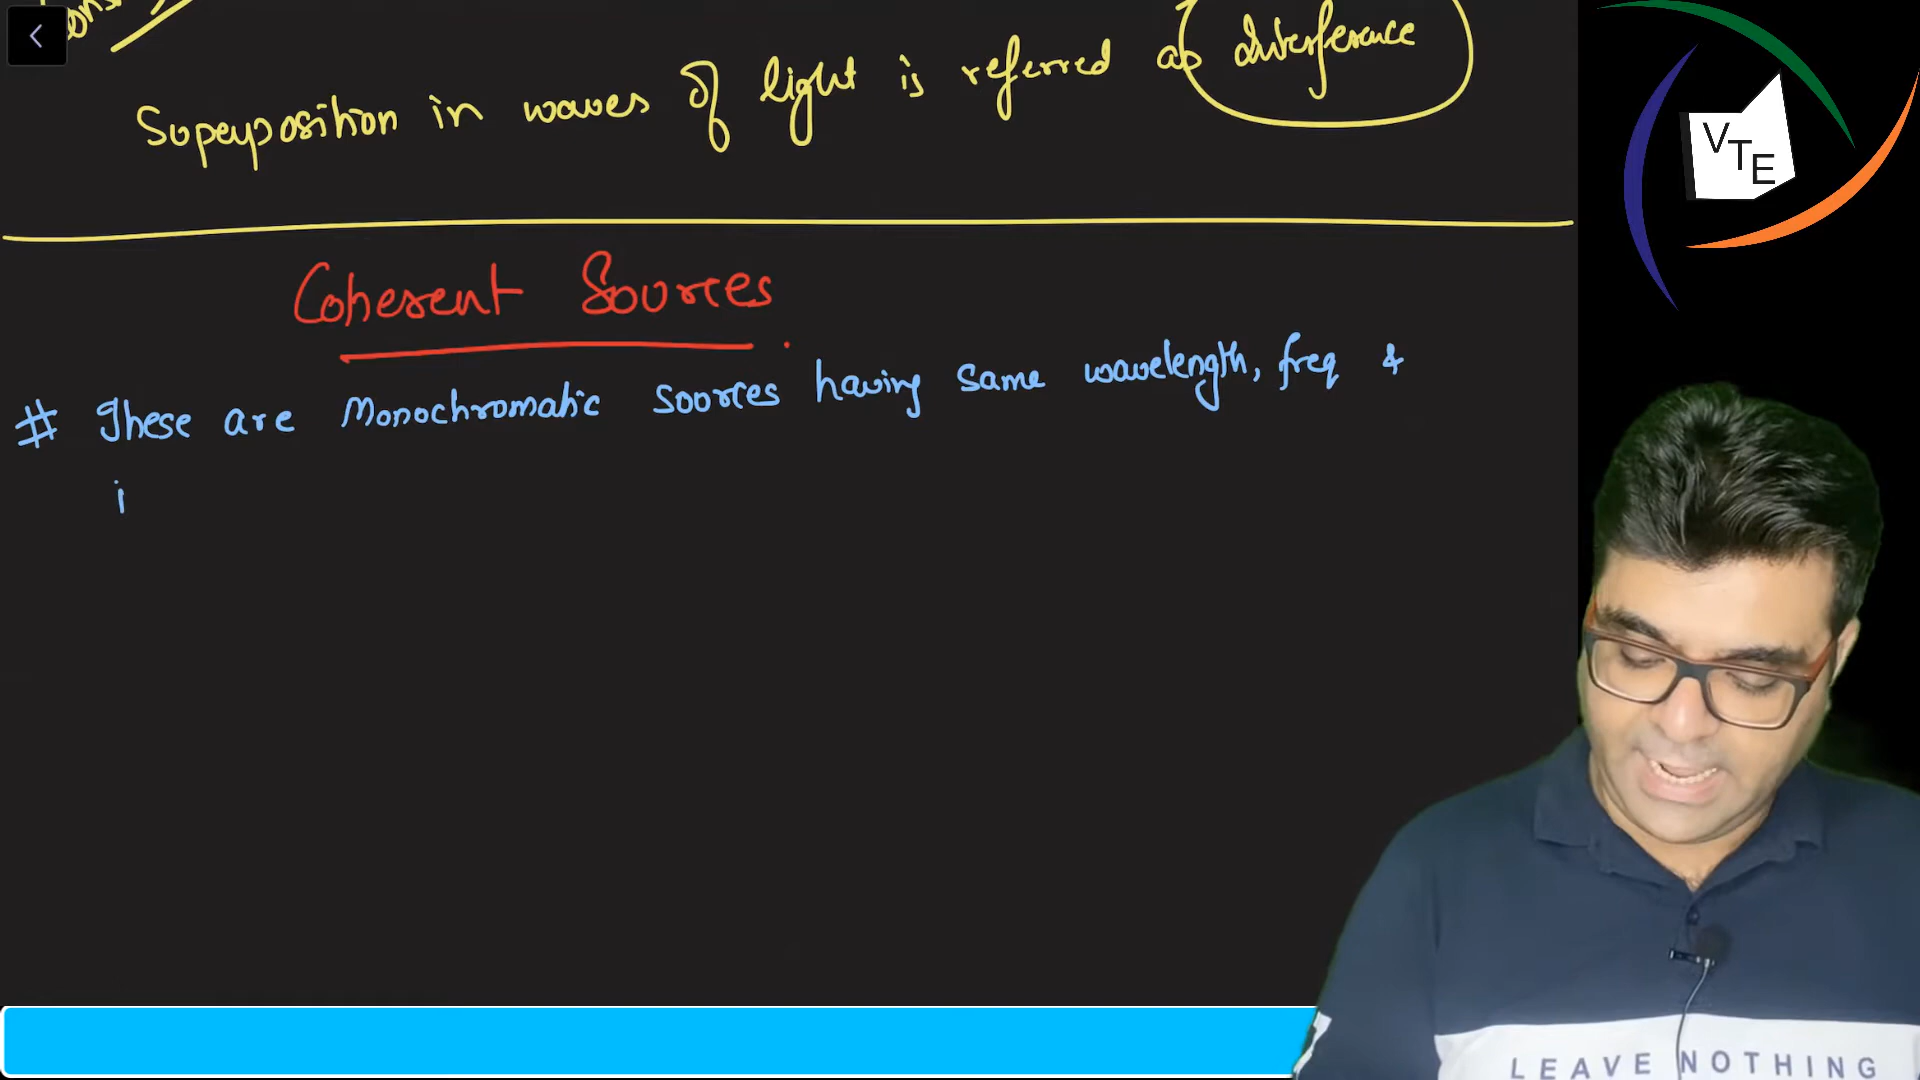 Superposition in waves of light is referred as Interference
Coherent Sources
# These are Monochromatic sources having same wavelength, freq &
i
VTE
LEAVE NOTHING